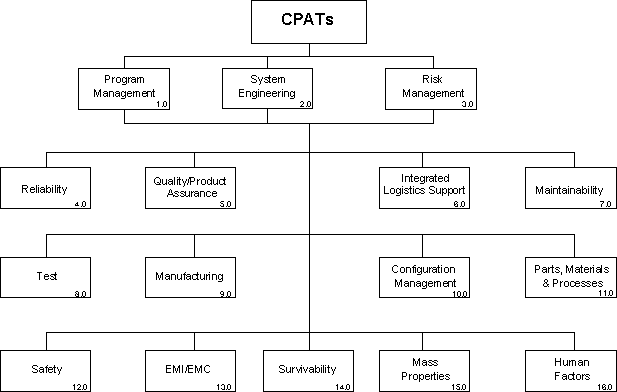 CPATs
Program
Management
1.0
System
Engineering
2.0
Risk
Management
3.0
Reliability
4.0
Quality/Product
Assurance
5.0
Integrated
Logistics Support
6.0
Maintainability
7.0
Test
8.0
Manufacturing
9.0
Configuration
Management
10.0
Parts, Materials
& Processes
11.0
Safety
12.0
EMI/EMC
13.0
Survivability
14.0
Mass
Properties
15.0
Human
Factors
16.0